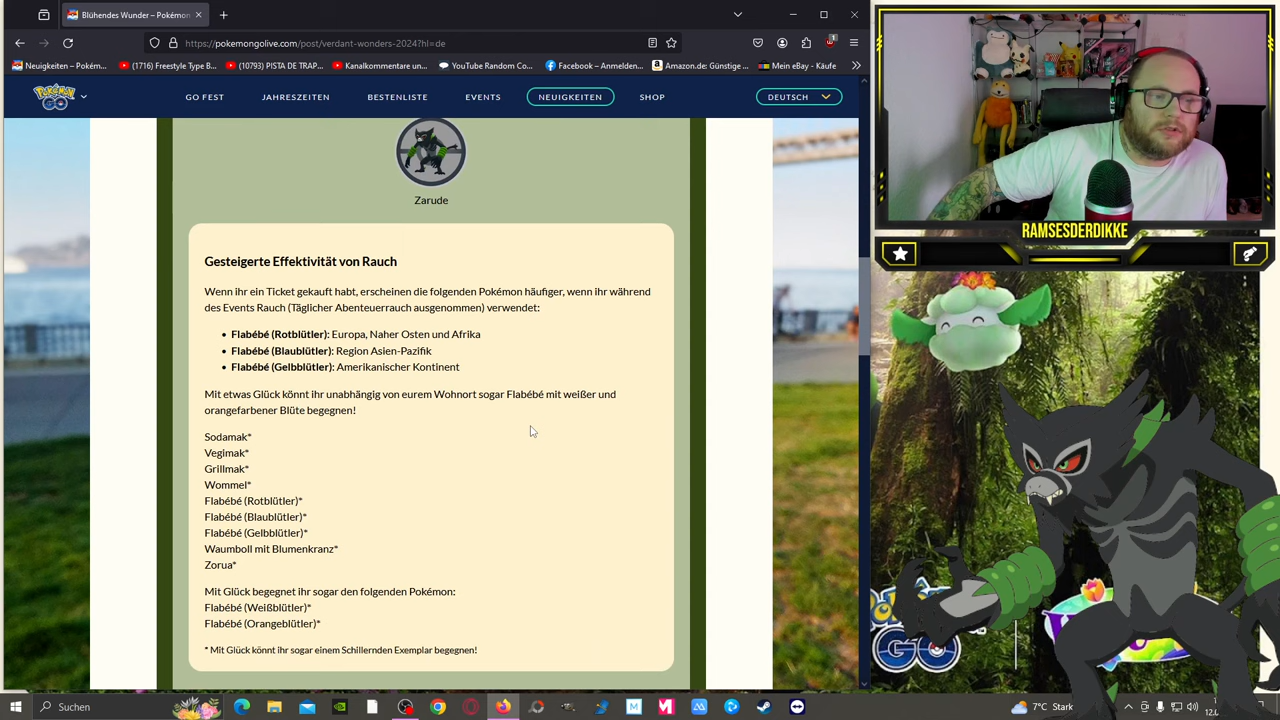 Blühendes Wunder – Pokémon
https://pokemongolive.com/post/verdant-wonders-2024?hl=de
1
Neuigkeiten – Pokém...
(1716) Freestyle Type B...
(10793) PISTA DE TRAP...
Kanalkommentare un...
YouTube Random Co...
Facebook – Anmelden...
Amazon.de: Günstige ...
Mein eBay - Käufe
POKÉMON GO
GO FEST
JAHRESZEITEN
BESTENLISTE
EVENTS
NEUIGKEITEN
SHOP
DEUTSCH
RAMSESDERDIKKE
Zarude
Gesteigerte Effektivität von Rauch
Wenn ihr ein Ticket gekauft habt, erscheinen die folgenden Pokémon häufiger, wenn ihr während
des Events Rauch (Täglicher Abenteuerrauch ausgenommen) verwendet:
• Flabébé (Rotblütler): Europa, Naher Osten und Afrika
• Flabébé (Blaublütler): Region Asien-Pazifik
• Flabébé (Gelbblütler): Amerikanischer Kontinent
Mit etwas Glück könnt ihr unabhängig von eurem Wohnort sogar Flabébé mit weißer und
orangefarbener Blüte begegnen!
Sodamak*
Vegimak*
Grillmak*
Wommel*
Flabébé (Rotblütler)*
Flabébé (Blaublütler)*
Flabébé (Gelbblütler)*
Waumboll mit Blumenkranz*
Zorua*
Mit Glück begegnet ihr sogar den folgenden Pokémon:
Flabébé (Weißblütler)*
Flabébé (Orangeblütler)*
* Mit Glück könnt ihr sogar einem Schillernden Exemplar begegnen!
GO
Suchen
7°C Stark